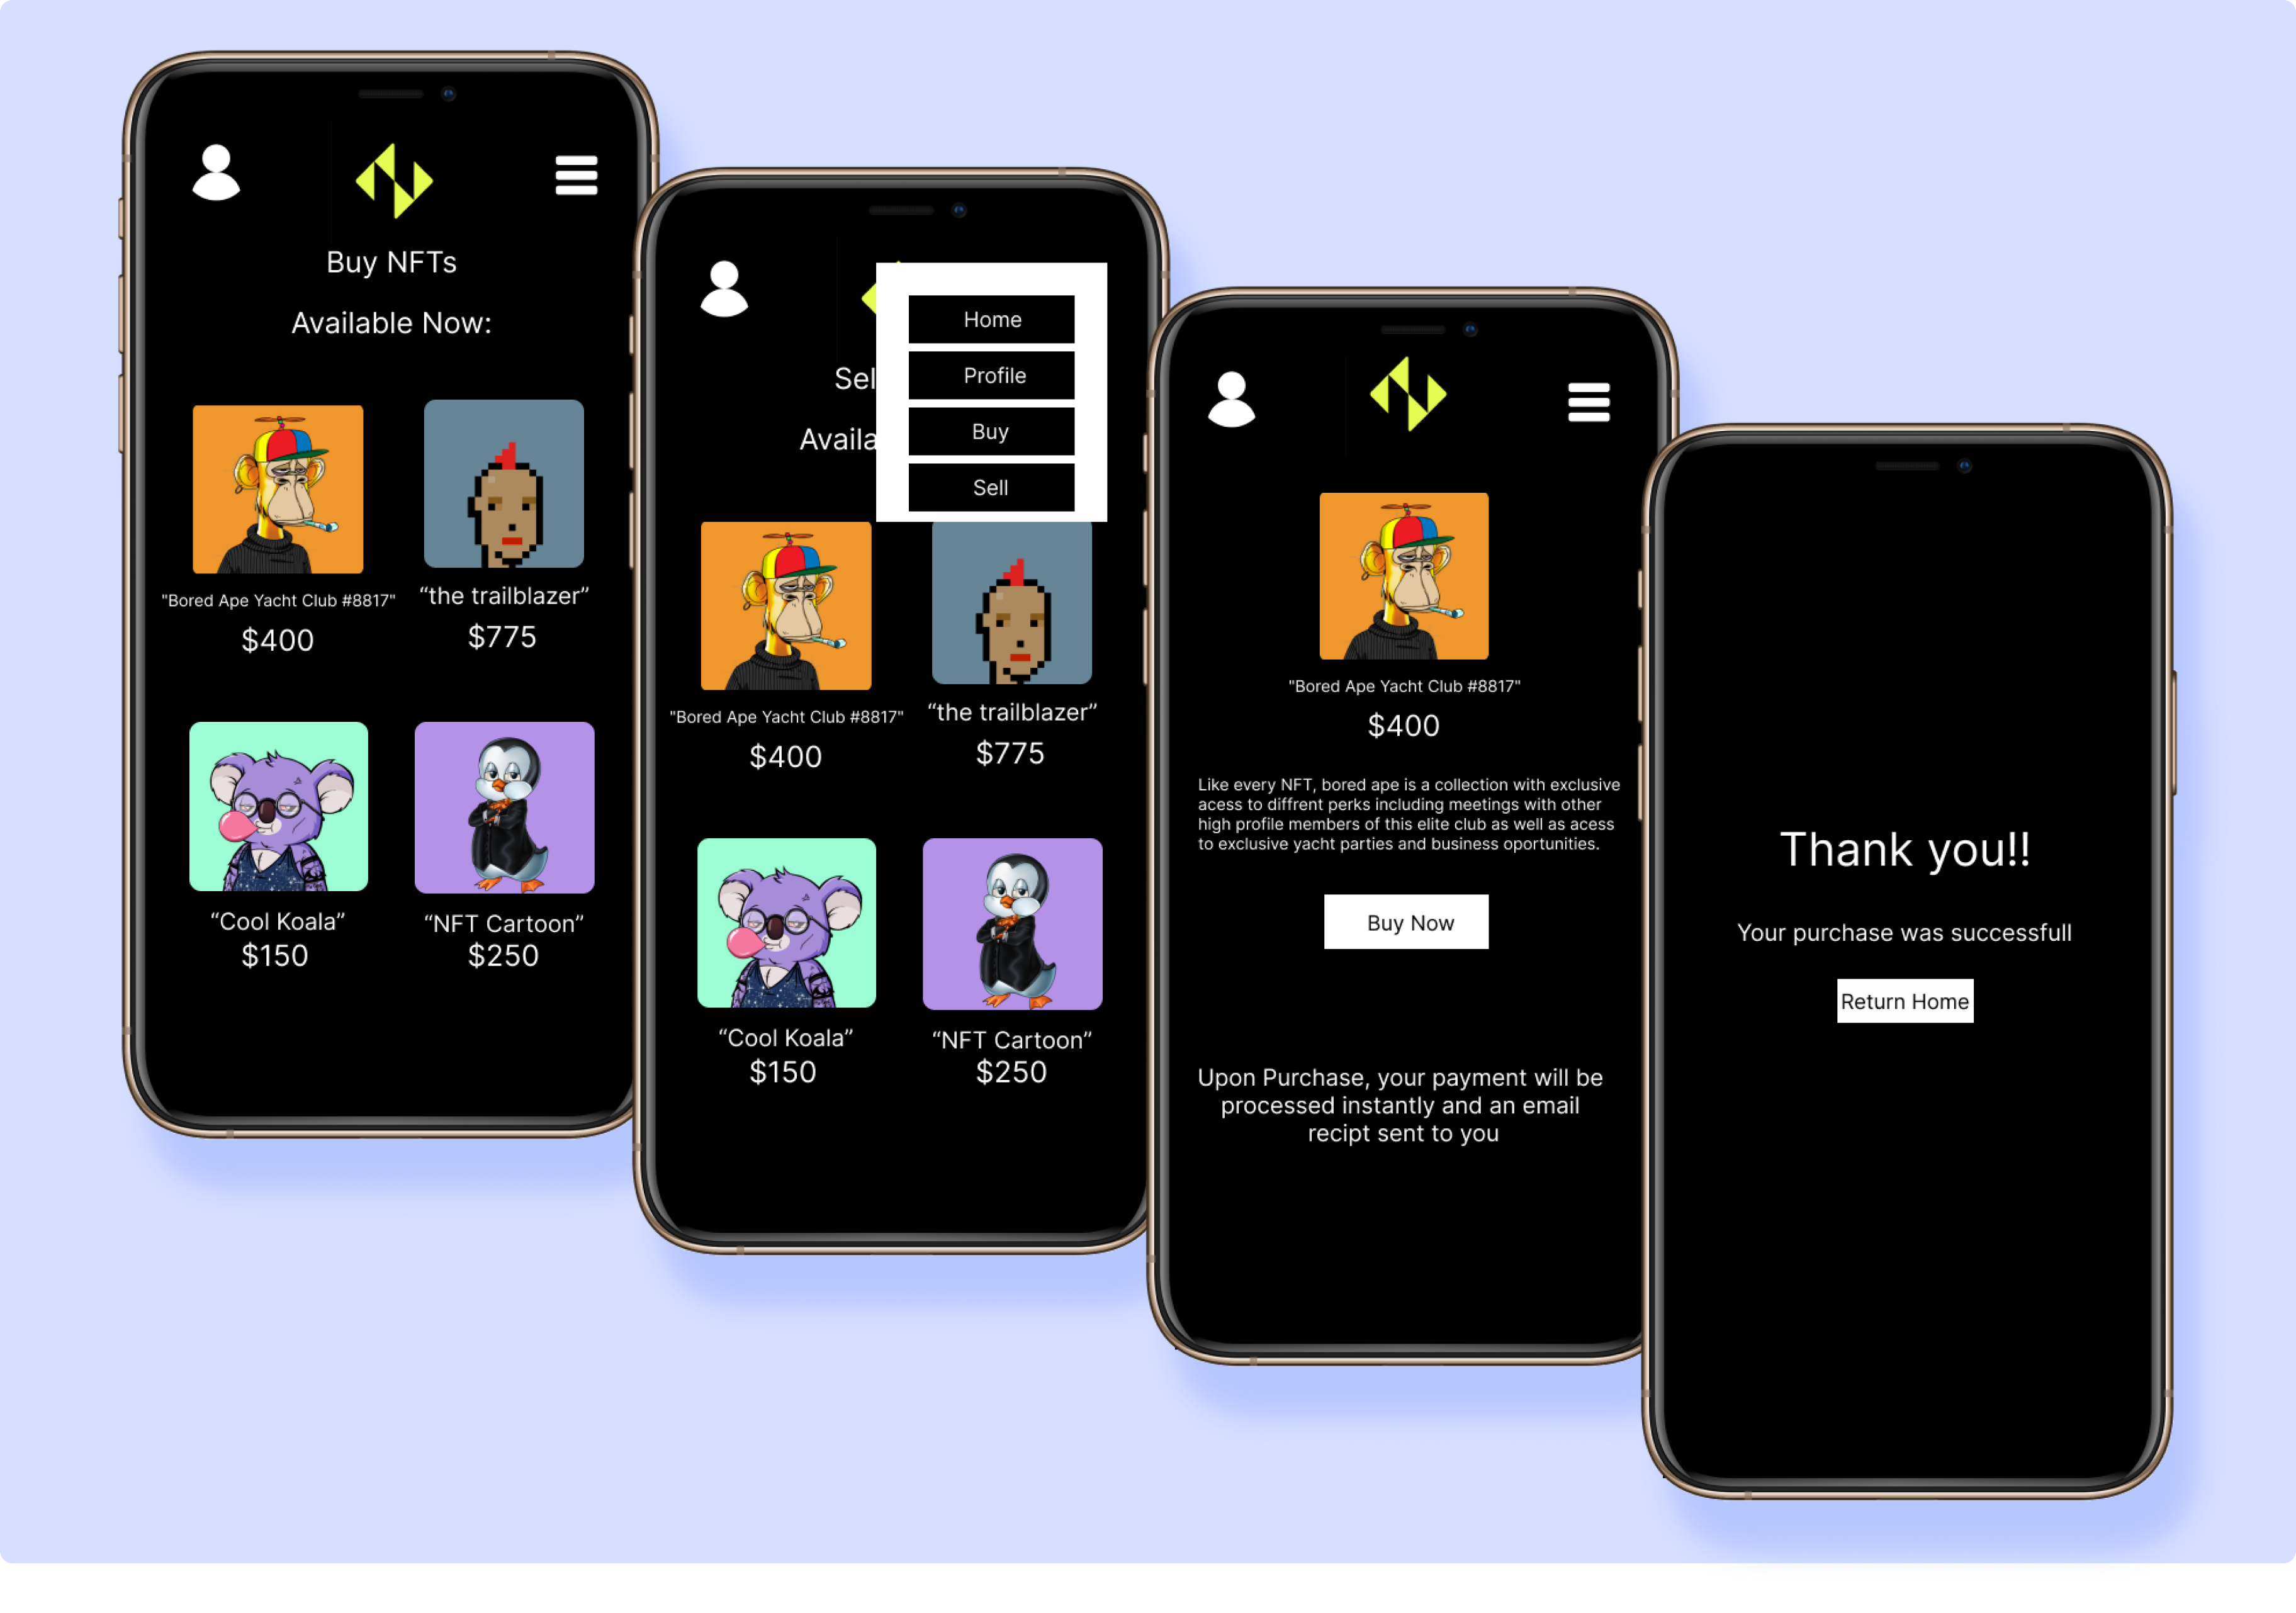 Buy NFTs
Available Now:
"Bored Ape Yacht Club #8817"
$400
“the trailblazer”
$775
“Cool Koala”
$150
“NFT Cartoon”
$250
Home
Profile
Buy
Sell
Sel
Availa
"Bored Ape Yacht Club #8817"
$400
“the trailblazer”
$775
“Cool Koala”
$150
“NFT Cartoon”
$250
"Bored Ape Yacht Club #8817"
$400
Like every NFT, bored ape is a collection with exclusive
acess to diffrent perks including meetings with other
high profile members of this elite club as well as acess
to exclusive yacht parties and business oportunities.
Buy Now
Upon Purchase, your payment will be
processed instantly and an email
recipt sent to you
Thank you!!
Your purchase was successfull
Return Home